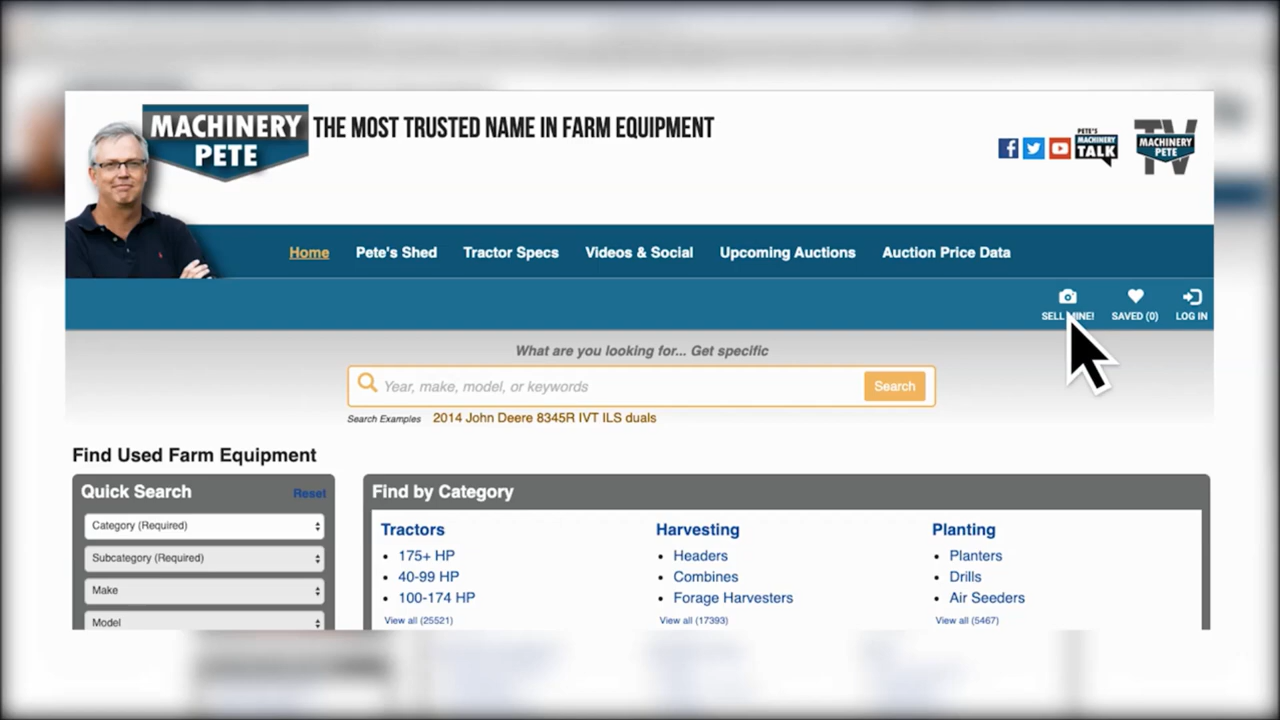 MACHINERY
PETE
THE MOST TRUSTED NAME IN FARM EQUIPMENT
PETE'S
MACHINERY
TALK
TV
MACHINERY
PETE
Home Pete's Shed Tractor Specs Videos & Social Upcoming Auctions Auction Price Data
SELL MINE! SAVED (0) LOG IN
What are you looking for... Get specific
Year, make, model, or keywords Search
Search Examples 2014 John Deere 8345R IVT ILS duals
Find Used Farm Equipment
Quick Search Reset
Category (Required)
Subcategory (Required)
Make
Model
Find by Category
Tractors
• 175+ HP
• 40-99 HP
• 100-174 HP
View all (25521)
Harvesting
• Headers
• Combines
• Forage Harvesters
View all (17393)
Planting
• Planters
• Drills
• Air Seeders
View all (5467)